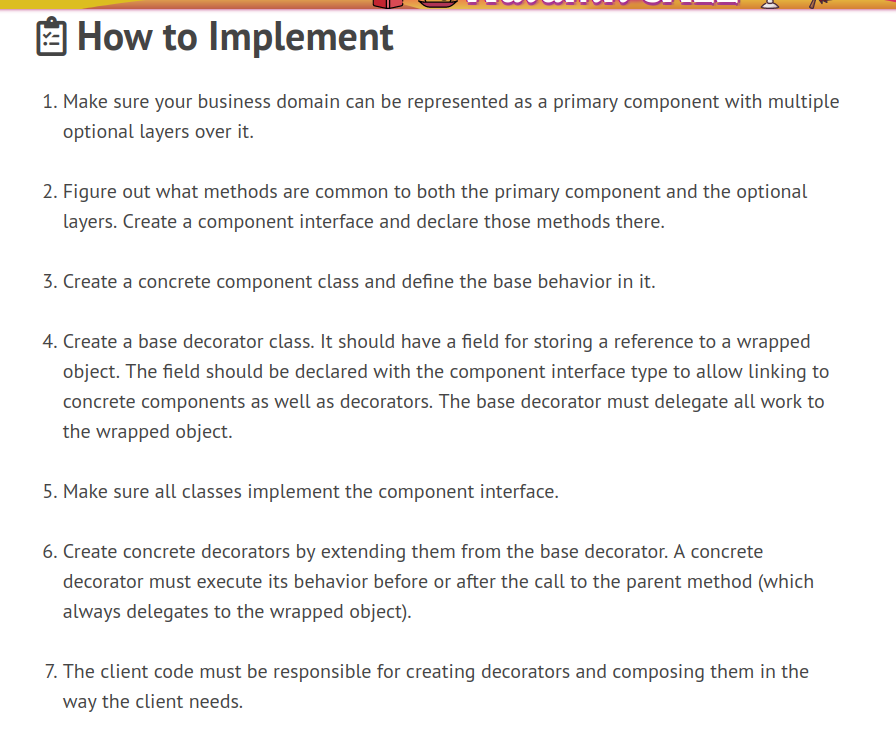 How to Implement
1. Make sure your business domain can be represented as a primary component with multiple
optional layers over it.
2. Figure out what methods are common to both the primary component and the optional
layers. Create a component interface and declare those methods there.
3. Create a concrete component class and define the base behavior in it.
4. Create a base decorator class. It should have a field for storing a reference to a wrapped
object. The field should be declared with the component interface type to allow linking to
concrete components as well as decorators. The base decorator must delegate all work to
the wrapped object.
5. Make sure all classes implement the component interface.
6. Create concrete decorators by extending them from the base decorator. A concrete
decorator must execute its behavior before or after the call to the parent method (which
always delegates to the wrapped object).
7. The client code must be responsible for creating decorators and composing them in the
way the client needs.